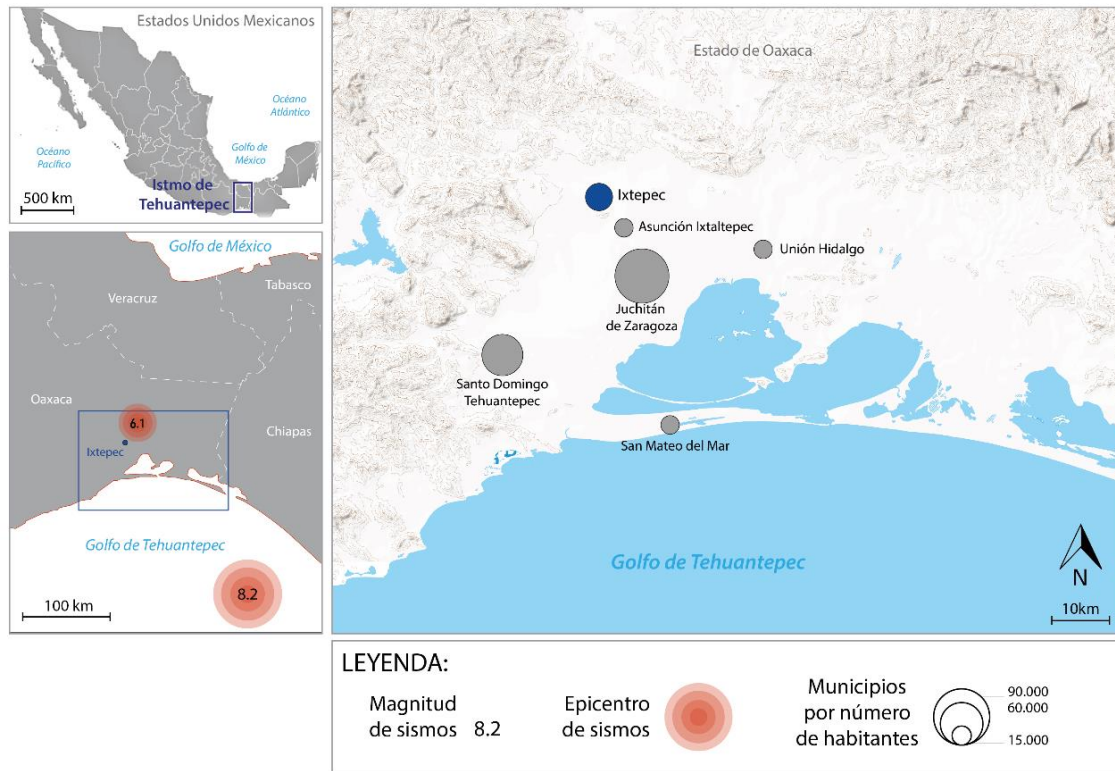 Estados Unidos Mexicanos
Océano
Atlántico
Golfo de
México
Océano
Pacífico
Istmo de
Tehuantepec
500 km
Golfo de México
Tabasco
Veracruz
Oaxaca
6.1
Ixtepec
Chiapas
Golfo de Tehuantepec
8.2
100 km
Estado de Oaxaca
Ixtepec
Asunción Ixtaltepec
Unión Hidalgo
Juchitán
de Zaragoza
Santo Domingo
Tehuantepec
San Mateo del Mar
Golfo de Tehuantepec
N
10km
LEYENDA:
Magnitud
de sismos 8.2
Epicentro
de sismos
Municipios
por número
de habitantes
90.000
60.000
15.000